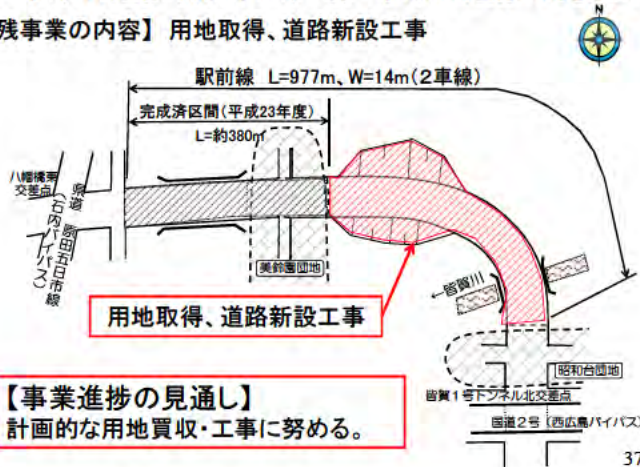 残事業の内容】 用地取得、道路新設工事
N
駅前線 L=977m、W=14m(2車線)
完成済区間(平成23年度)
L=約380m
八幡橋東
交差点
県道 原田五日市線
(石内バイパス)
美鈴園団地
←皆賀川
用地取得、道路新設工事
昭和台団地
【事業進捗の見通し】
計画的な用地買収・工事に努める。
皆賀1号トンネル北交差点
国道2号(西広島バイパス)
37